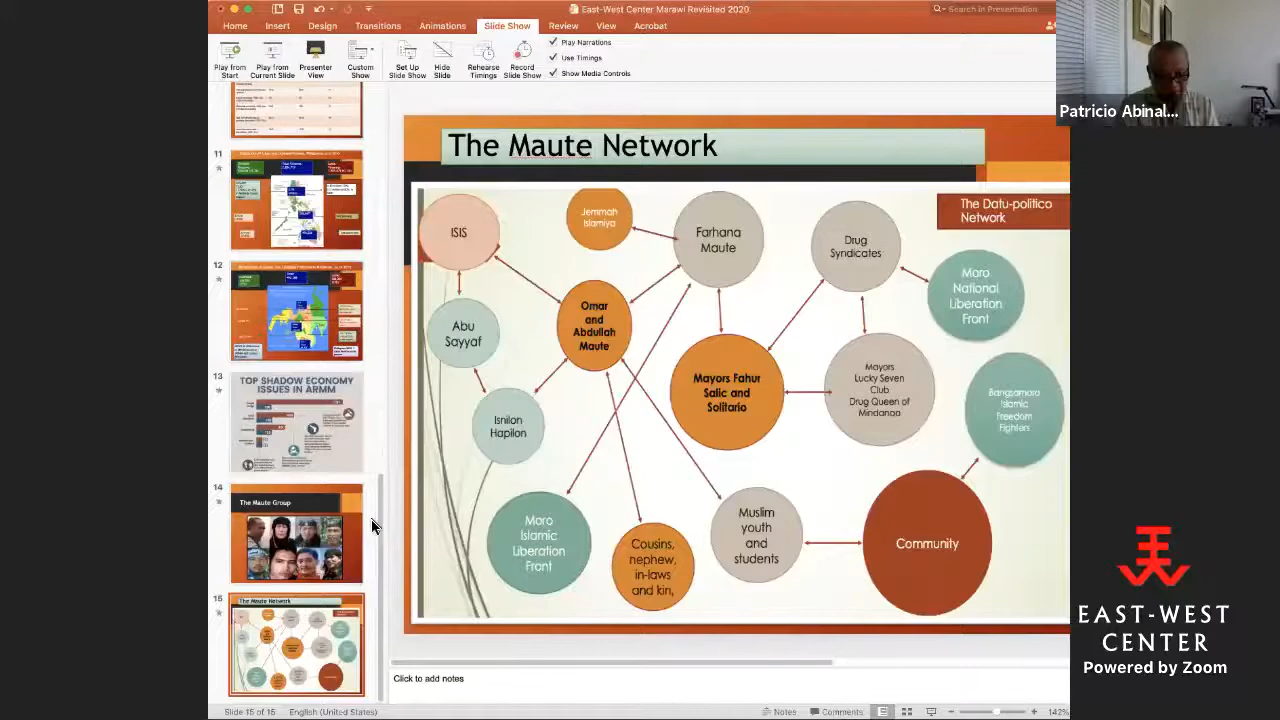 East-West Center Marawi Revisited 2020
Search in Presentation
Home
Insert
Design
Transitions
Animations
Slide Show
Review
View
Acrobat
Play from
Start
Play from
Current Slide
Presenter
View
Custom
Show
Set Up
Slide Show
Hide
Slide
Rehearse
Timings
Record
Slide Show
Play Narrations
Use Timings
Show Media Controls
Patricio Abinal...
11
12
13
TOP SHADOW ECONOMY
ISSUES IN ARMM
14
The Maute Group
15
The Maute Network
The Maute Network
The Datu-politico
Network
ISIS
Jemmah
Islamiya
Farhana
Maute
Drug
Syndicates
Moro
National
Liberation
Front
Abu
Sayyaf
Omar
and
Abdullah
Maute
Mayors Fahur
Salic and
Solitario
Mayors
Lucky Seven
Club
Drug Queen of
Mindanao
Bangsamoro
Islamic
Freedom
Fighters
Isnilon
Hapilon
Moro
Islamic
Liberation
Front
Cousins,
nephew,
in-laws
and kin,
Muslim
youth
and
students
Community
Click to add notes
Slide 15 of 15
English (United States)
Notes
Comments
142%
EAST-WEST
CENTER
Powered by Zoom